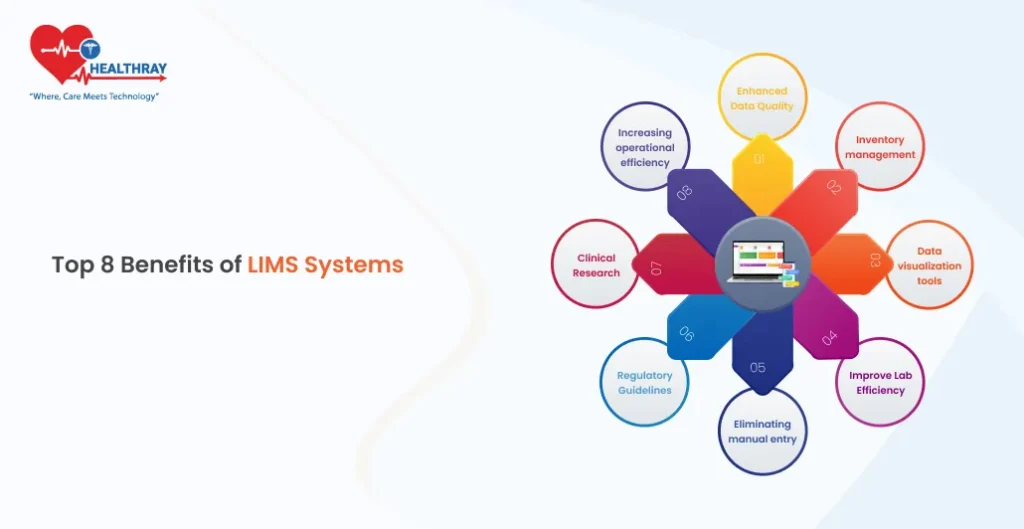 HEALTHRAY
"Where, Care Meets Technology"
Top 8 Benefits of LIMS Systems
Enhanced
Data Quality
01
Inventory
management
02
Data
visualization
tools
03
Improve Lab
Efficiency
04
Eliminating
manual entry
05
Regulatory
Guidelines
06
Clinical
Research
07
Increasing
operational
efficiency
08